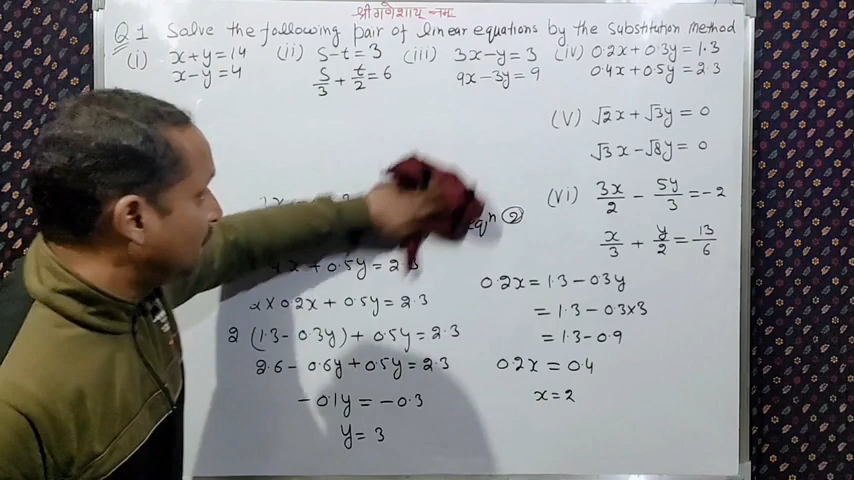 श्री गणेशाय नमः
Q1 Solve the following pair of linear equations by the substitution method
(i) x+y=14 (ii) s-t=3 (iii) 3x-y=3 (iv) 0.2x+0.3y=1.3
x-y=4 s/3 + t/2 = 6 9x-3y=9 0.4x+0.5y=2.3
(V) √2x + √3y = 0
√3x - √8y = 0
(vi) 3x/2 - 5y/3 = -2
x/3 + y/2 = 13/6
eqⁿ ②
x + 0.5y = 2.3
2 x 0.2x + 0.5y = 2.3
2 (1.3 - 0.3y) + 0.5y = 2.3
2.6 - 0.6y + 0.5y = 2.3
-0.1y = -0.3
y = 3
0.2x = 1.3 - 0.3y
= 1.3 - 0.3x3
= 1.3 - 0.9
0.2x = 0.4
x = 2